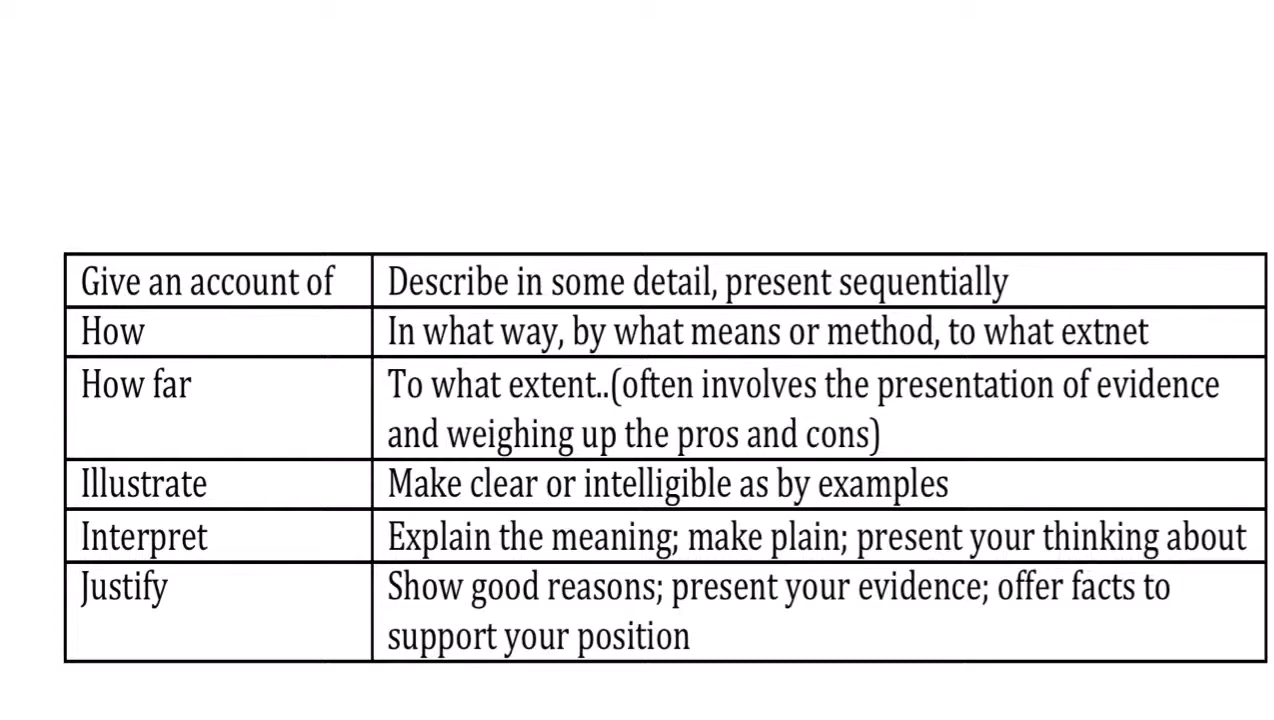 Give an account of Describe in some detail, present sequentially
How In what way, by what means or method, to what extnet
How far To what extent..(often involves the presentation of evidence
and weighing up the pros and cons)
Illustrate Make clear or intelligible as by examples
Interpret Explain the meaning; make plain; present your thinking about
Justify Show good reasons; present your evidence; offer facts to
support your position